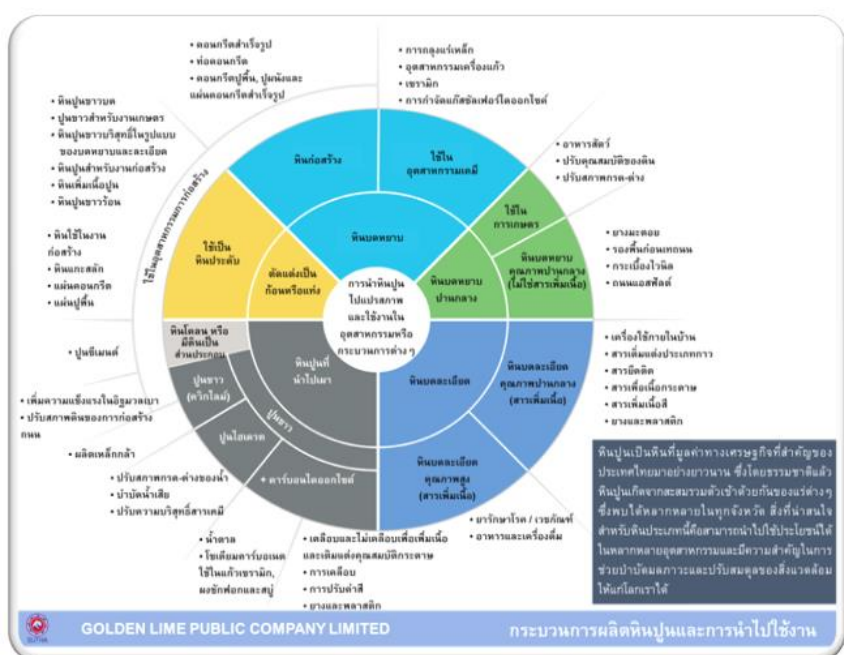 • คอนกรีตสำเร็จรูป
• ท่อคอนกรีต
• คอนกรีตปูพื้น, ปูผนังและ
แผ่นคอนกรีตสำเร็จรูป
• การถลุงแร่เหล็ก
• อุตสาหกรรมเครื่องแก้ว
• เซรามิก
• การกำจัดแก๊สซัลเฟอร์ไดออกไซด์
• หินปูนขาวบด
• ปูนขาวสำหรับงานเกษตร
• หินปูนขาวบริสุทธิ์ในรูปแบบ
ของบดหยาบและละเอียด
• หินปูนสำหรับงานก่อสร้าง
• หินเพิ่มเนื้อปูน
• หินปูนขาวร้อน
• หินใช้ในงาน
ก่อสร้าง
• หินแกะสลัก
• แผ่นคอนกรีต
• แผ่นปูพื้น
ใช้ในอุตสาหกรรมการก่อสร้าง
หินก่อสร้าง
ใช้ใน
อุตสาหกรรมเคมี
หินบดหยาบ
• อาหารสัตว์
• ปรับคุณสมบัติของดิน
• ปรับสภาพกรด-ด่าง
ใช้ใน
การเกษตร
หินบดหยาบ
คุณภาพปานกลาง
(ไม่ใช่สารเพิ่มเนื้อ)
หินบดหยาบ
ปานกลาง
• ยางมะตอย
• รองพื้นก่อนเทถนน
• กระเบื้องไวนิล
• ถนนแอสฟัลต์
ใช้เป็น
หินประดับ
ตัดแต่งเป็น
ก้อนหรือแท่ง
การนำหินปูน
ไปแปรสภาพ
และใช้งานใน
อุตสาหกรรมหรือ
กระบวนการต่าง ๆ
หินโคลน หรือ
มีดินเป็น
ส่วนประกอบ
• ปูนซีเมนต์
หินปูนที่
นำไปเผา
ปูนขาว
ปูนขาว
(ควิกไลม์)
ปูนไฮเดรต
+ คาร์บอนไดออกไซด์
• เพิ่มความแข็งแรงในอิฐมวลเบา
• ปรับสภาพดินของการก่อสร้าง
ถนน
• ผลิตเหล็กกล้า
• ปรับสภาพกรด-ด่างของน้ำ
• บำบัดน้ำเสีย
• ปรับความบริสุทธิ์สารเคมี
• น้ำตาล
• โซเดียมคาร์บอเนต
ใช้ในแก้วเซรามิก,
ผงซักฟอกและสบู่
• เคลือบและไม่เคลือบเพื่อเพิ่มเนื้อ
และเติมแต่งคุณสมบัติกระดาษ
• การเคลือบ
• การปรับค่าสี
• ยางและพลาสติก
หินบดละเอียด
หินบดละเอียด
คุณภาพปานกลาง
(สารเพิ่มเนื้อ)
หินบดละเอียด
คุณภาพสูง
(สารเพิ่มเนื้อ)
• เครื่องใช้ภายในบ้าน
• สารเติมแต่งประเภทกาว
• สารยึดติด
• สารเพื่อเนื้อกระดาษ
• สารเพิ่มเนื้อสี
• ยางและพลาสติก
• ยารักษาโรค / เวชภัณฑ์
• อาหารและเครื่องดื่ม
หินปูนเป็นหินที่มูลค่าทางเศรษฐกิจที่สำคัญของ
ประเทศไทยมาอย่างยาวนาน ซึ่งโดยธรรมชาติแล้ว
หินปูนเกิดจากสะสมรวมตัวเข้าด้วยกันของแร่ต่างๆ
ซึ่งพบได้หลากหลายในทุกจังหวัด สิ่งที่น่าสนใจ
สำหรับหินประเภทนี้คือสามารถนำไปใช้ประโยชน์ได้
ในหลากหลายอุตสาหกรรมและมีความสำคัญในการ
ช่วยบำบัดมลภาวะและปรับสมดุลของสิ่งแวดล้อม
ให้แก่โลกเราได้
GOLDEN LIME PUBLIC COMPANY LIMITED
กระบวนการผลิตหินปูนและการนำไปใช้งาน